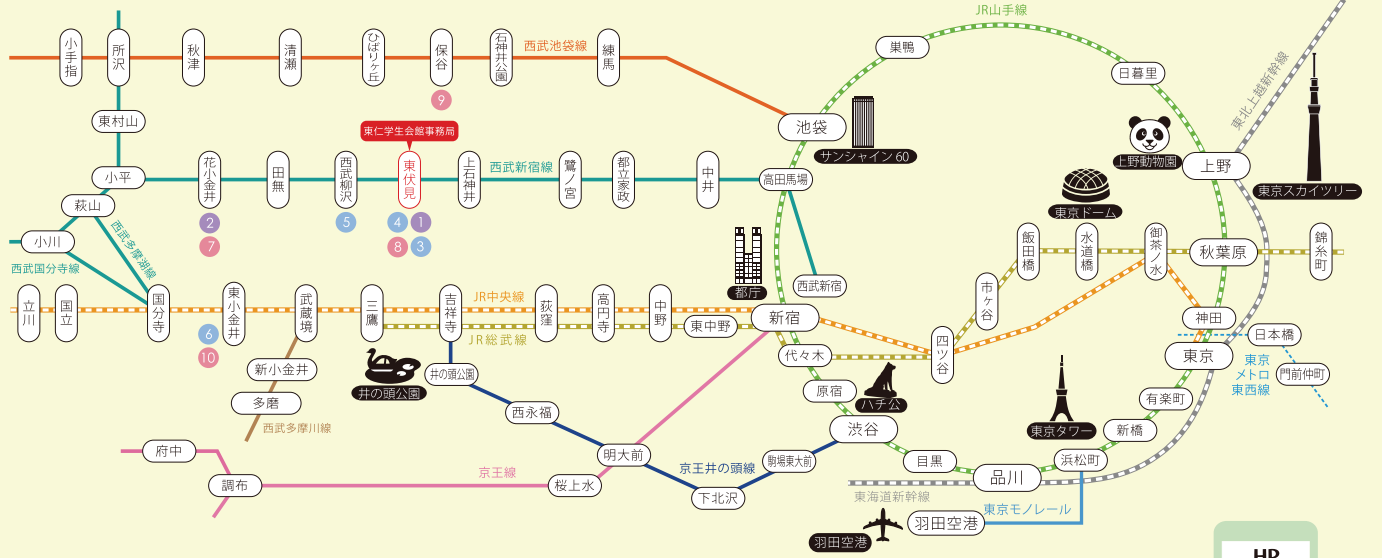 JR山手線
小手指
所沢
秋津
清瀬
ひばりヶ丘
保谷
石神井公園
西武池袋線
練馬
巣鴨
日暮里
東北上越新幹線
9
東村山
東仁学生会館事務局
池袋
サンシャイン60
上野動物園
上野
東京スカイツリー
小平
花小金井
田無
西武柳沢
東伏見
上石神井
西武新宿線
鷺ノ宮
都立家政
中井
高田馬場
萩山
2
7
5
4
1
8
3
東京ドーム
小川
西武多摩湖線
西武国分寺線
都庁
西武新宿
飯田橋
水道橋
御茶ノ水
秋葉原
錦糸町
立川
国立
国分寺
東小金井
武蔵境
三鷹
吉祥寺
JR中央線
荻窪
高円寺
中野
東中野
JR総武線
新宿
市ヶ谷
神田
6
10
日本橋
四ツ谷
代々木
東京
東京
メトロ
東西線
門前仲町
新小金井
井の頭公園
井の頭公園
多磨
西武多摩川線
原宿
ハチ公
有楽町
西永福
渋谷
東京タワー
新橋
府中
明大前
京王井の頭線
駒場東大前
目黒
浜松町
調布
京王線
桜上水
下北沢
品川
東海道新幹線
東京モノレール
羽田空港
羽田空港
HP